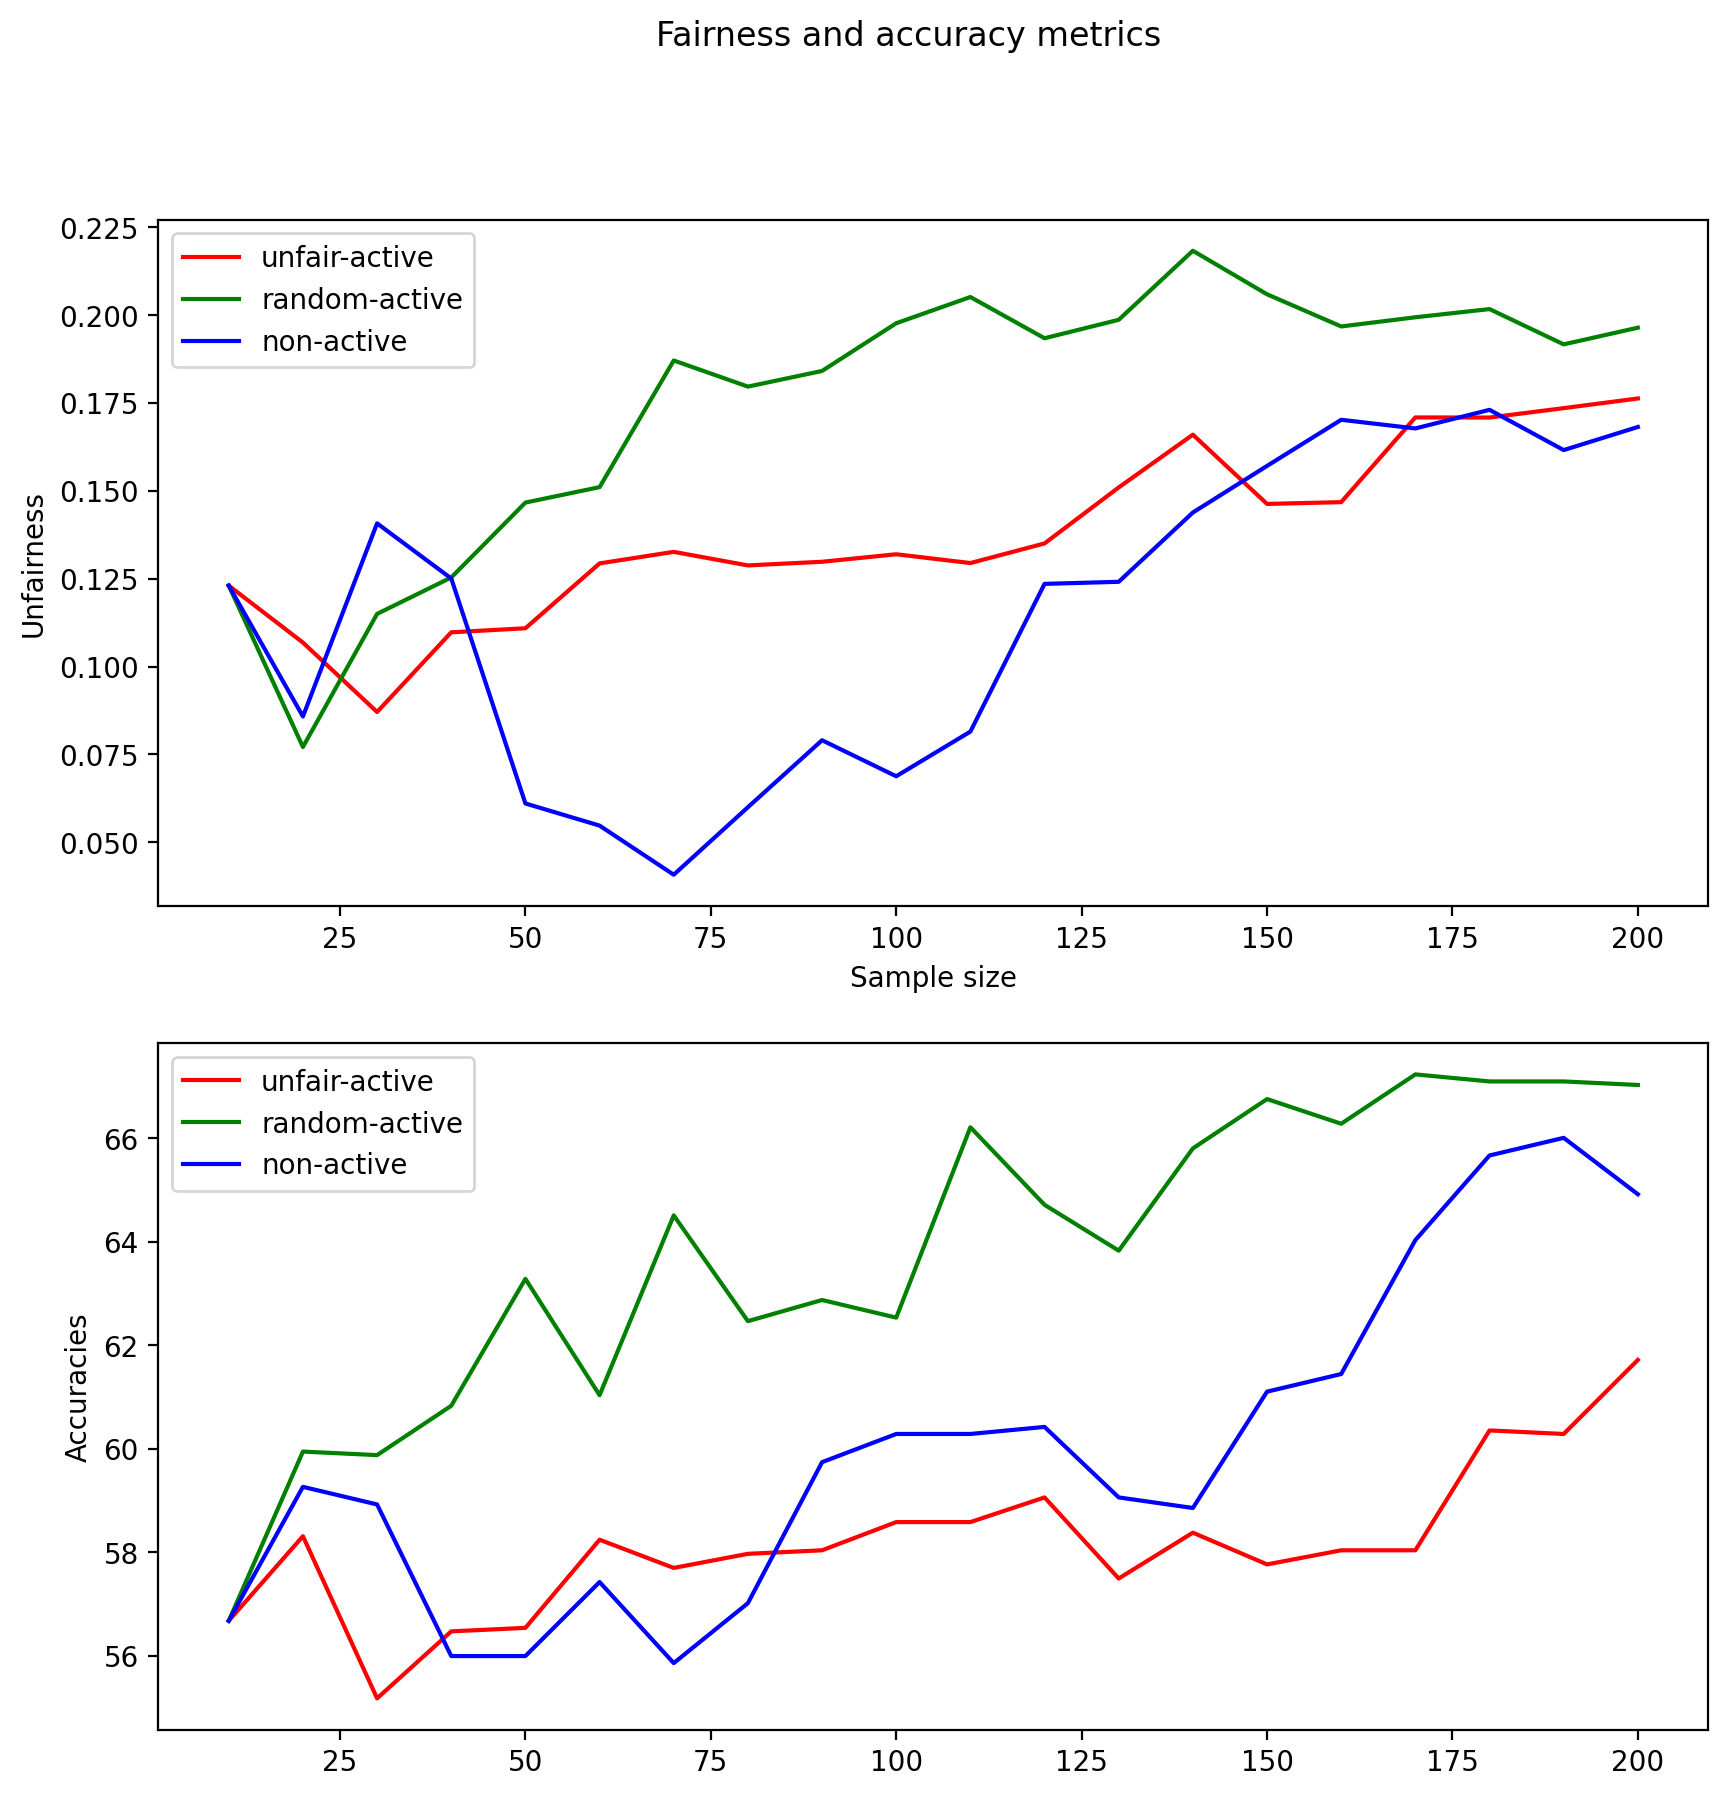 Fairness and accuracy metrics
0.225
0.200
0.175
0.150
0.125
0.100
0.075
0.050
Unfairness
unfair-active
random-active
non-active
25 50 75 100 125 150 175 200
Sample size
66
64
62
60
58
56
Accuracies
unfair-active
random-active
non-active
25 50 75 100 125 150 175 200